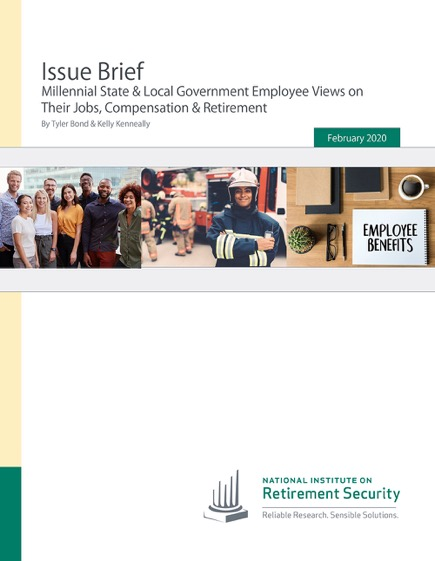 Issue Brief
Millennial State & Local Government Employee Views on
Their Jobs, Compensation & Retirement
By Tyler Bond & Kelly Kenneally
February 2020
EMPLOYEE
BENEFITS
NATIONAL INSTITUTE ON
Retirement Security
Reliable Research. Sensible Solutions.